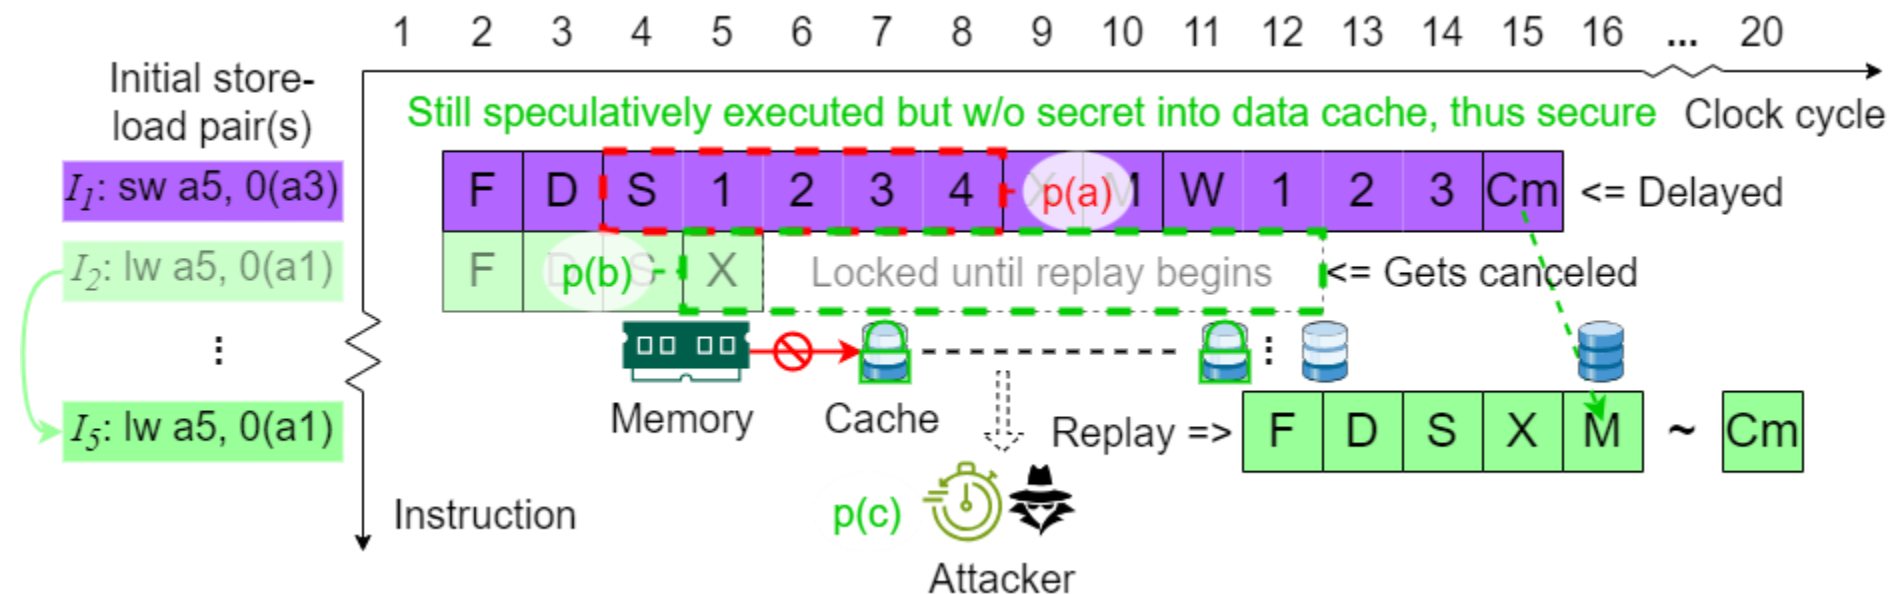 1 2 3 4 5 6 7 8 9 10 11 12 13 14 15 16 ... 20
Initial store-
load pair(s)
Still speculatively executed but w/o secret into data cache, thus secure
Clock cycle
I1: sw a5, 0(a3)
F D S 1 2 3 4 X p(a) M W 1 2 3 Cm <= Delayed
I2: lw a5, 0(a1)
F D p(b) S X Locked until replay begins <= Gets canceled
Memory
Cache
I5: lw a5, 0(a1)
Replay => F D S X M ~ Cm
p(c)
Instruction
Attacker